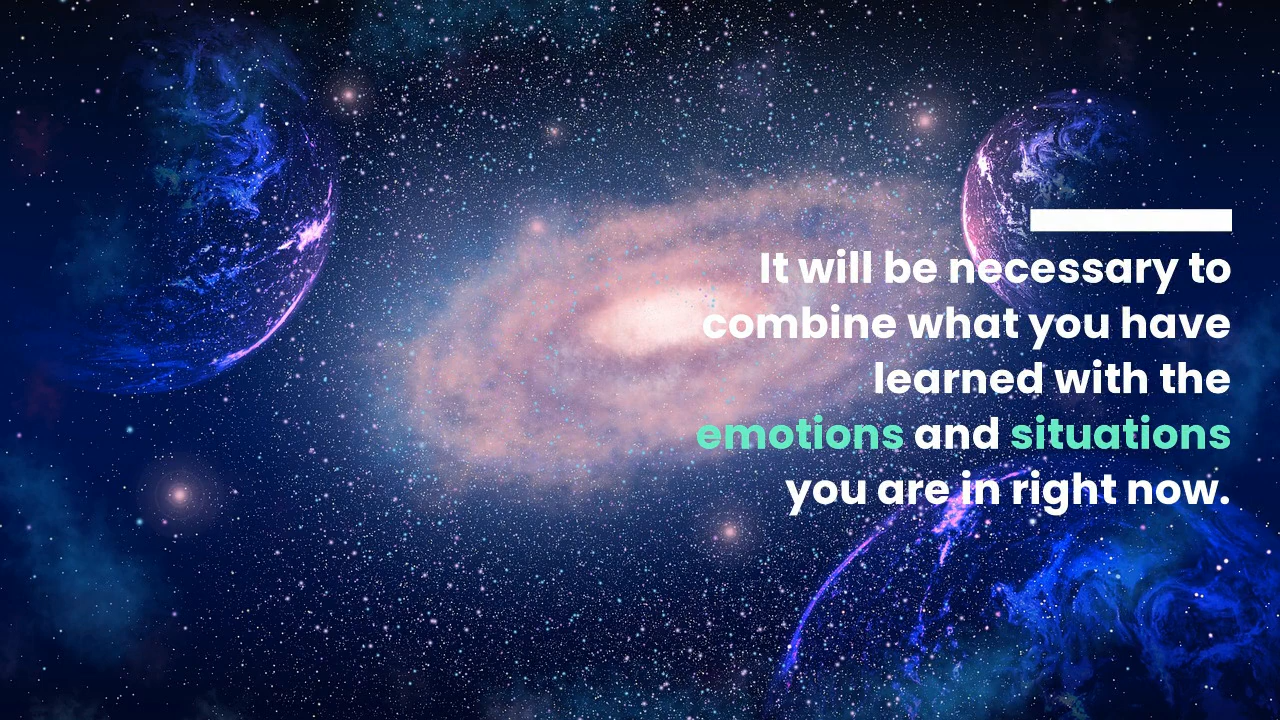 It will be necessary to
combine what you have
learned with the
emotions and situations
you are in right now.